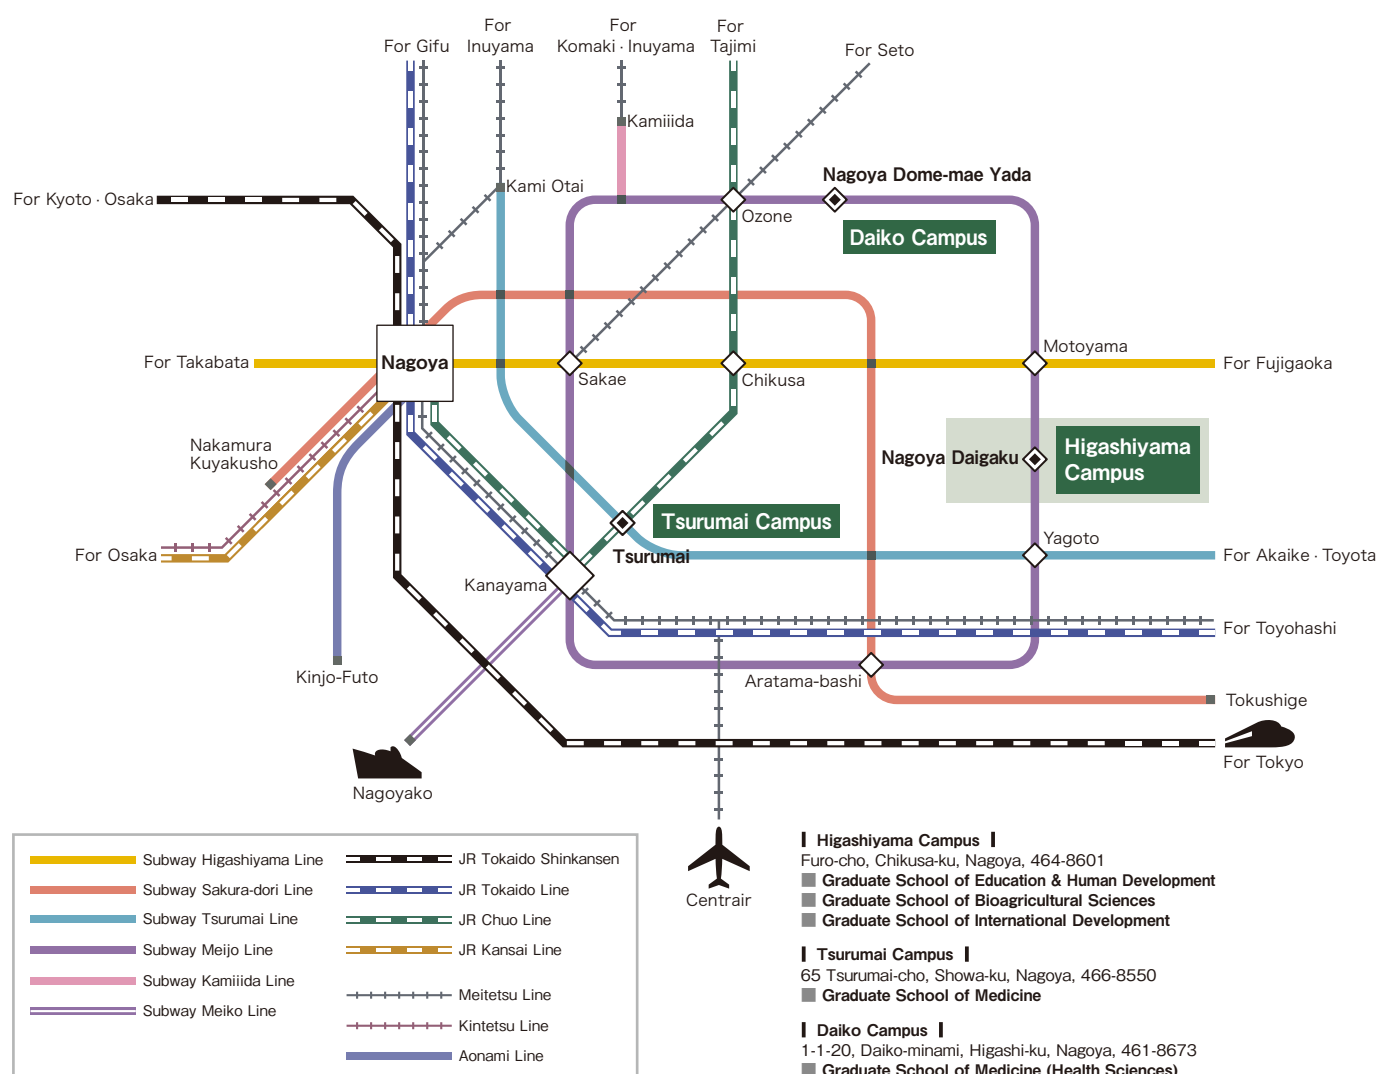 For Gifu
For
Inuyama
For
Komaki · Inuyama
For
Tajimi
For Seto
Kamiiida
Nagoya Dome-mae Yada
Kami Otai
For Kyoto · Osaka
Ozone
Daiko Campus
For Takabata
Nagoya
Sakae
Chikusa
Motoyama
For Fujigaoka
Nakamura
Kuyakusho
Nagoya Daigaku
Higashiyama
Campus
Tsurumai Campus
Tsurumai
Yagoto
For Osaka
For Akaike · Toyota
Kanayama
For Toyohashi
Kinjo-Futo
Aratama-bashi
Tokushige
For Tokyo
Nagoyako
Centrair
Subway Higashiyama Line
Subway Sakura-dori Line
Subway Tsurumai Line
Subway Meijo Line
Subway Kamiiida Line
Subway Meiko Line
JR Tokaido Shinkansen
JR Tokaido Line
JR Chuo Line
JR Kansai Line
Meitetsu Line
Kintetsu Line
Aonami Line
Higashiyama Campus
Furo-cho, Chikusa-ku, Nagoya, 464-8601
Graduate School of Education & Human Development
Graduate School of Bioagricultural Sciences
Graduate School of International Development
Tsurumai Campus
65 Tsurumai-cho, Showa-ku, Nagoya, 466-8550
Graduate School of Medicine
Daiko Campus
1-1-20, Daiko-minami, Higashi-ku, Nagoya, 461-8673
Graduate School of Medicine (Health Sciences)